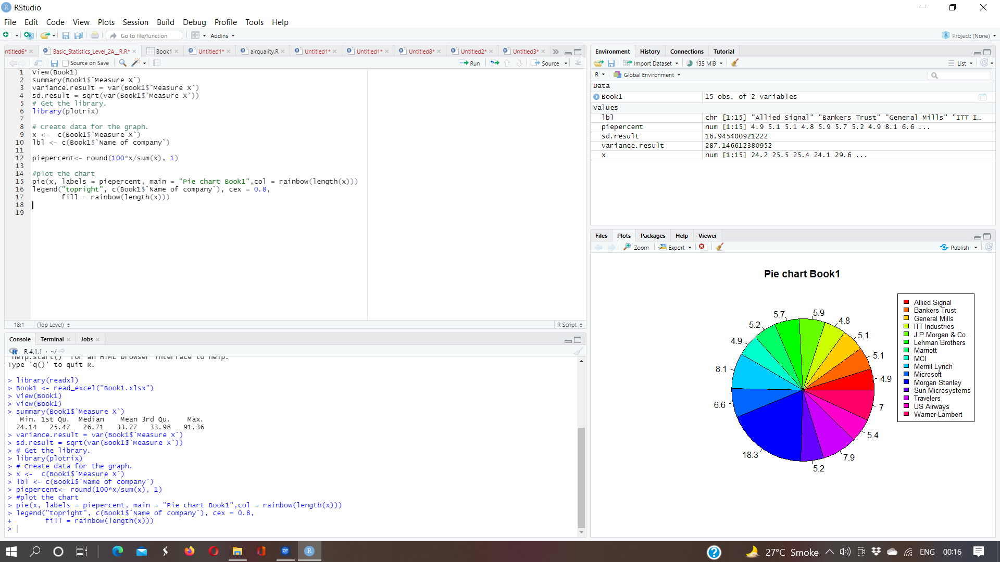 RStudio
File Edit Code View Plots Session Build Debug Profile Tools Help
Go to file/function Addins Project: (None)
ntitled6* Basic_Statistics_Level_2A__R.R* Book1 Untitled1* airquality.R Untitled1* Untitled1* Untitled8* Untitled2* Untitled3*
Source on Save Run Source
1 View(Book1)
2 summary(Book1$`Measure X`)
3 variance.result = var(Book1$`Measure X`)
4 sd.result = sqrt(var(Book1$`Measure X`))
5 # Get the library.
6 library(plotrix)
7
8 # Create data for the graph.
9 x <-  c(Book1$`Measure X`)
10 lbl <- c(Book1$`Name of company`)
11
12 piepercent<- round(100*x/sum(x), 1)
13
14 #plot the chart
15 pie(x, labels = piepercent, main = "Pie chart Book1",col = rainbow(length(x)))
16 legend("topright", c(Book1$`Name of company`), cex = 0.8,
17        fill = rainbow(length(x)))
18
19
18:1 (Top Level) R Script
Console Terminal Jobs
R 4.1.1 · ~/
'help.start()' for an HTML browser interface to help.
Type 'q()' to quit R.
> library(readxl)
> Book1 <- read_excel("Book1.xlsx")
> View(Book1)
> View(Book1)
> summary(Book1$`Measure X`)
Min. 1st Qu. Median Mean 3rd Qu. Max.
24.14 25.47 26.71 33.27 33.98 91.36
> variance.result = var(Book1$`Measure X`)
> sd.result = sqrt(var(Book1$`Measure X`))
> # Get the library.
> library(plotrix)
> # Create data for the graph.
> x <-  c(Book1$`Measure X`)
> lbl <- c(Book1$`Name of company`)
> piepercent<- round(100*x/sum(x), 1)
> #plot the chart
> pie(x, labels = piepercent, main = "Pie chart Book1",col = rainbow(length(x)))
> legend("topright", c(Book1$`Name of company`), cex = 0.8,
+        fill = rainbow(length(x)))
>
Environment History Connections Tutorial
Import Dataset 135 MiB List
R Global Environment
Data
Book1 15 obs. of 2 variables
Values
lbl chr [1:15] "Allied Signal" "Bankers Trust" "General Mills" "ITT I…
piepercent num [1:15] 4.9 5.1 5.1 4.8 5.9 5.7 5.2 4.9 8.1 6.6 ...
sd.result 16.945400921222
variance.result 287.146612380952
x num [1:15] 24.2 25.5 25.4 24.1 29.6 ...
Files Plots Packages Help Viewer
Zoom Export Publish
Pie chart Book1
4.9
5.1
5.1
4.8
5.9
5.7
5.2
4.9
8.1
6.6
18.3
5.2
7.9
5.4
7
Allied Signal
Bankers Trust
General Mills
ITT Industries
J.P.Morgan & Co.
Lehman Brothers
Marriott
MCI
Merrill Lynch
Microsoft
Morgan Stanley
Sun Microsystems
Travelers
US Airways
Warner-Lambert
27°C Smoke ENG 00:16